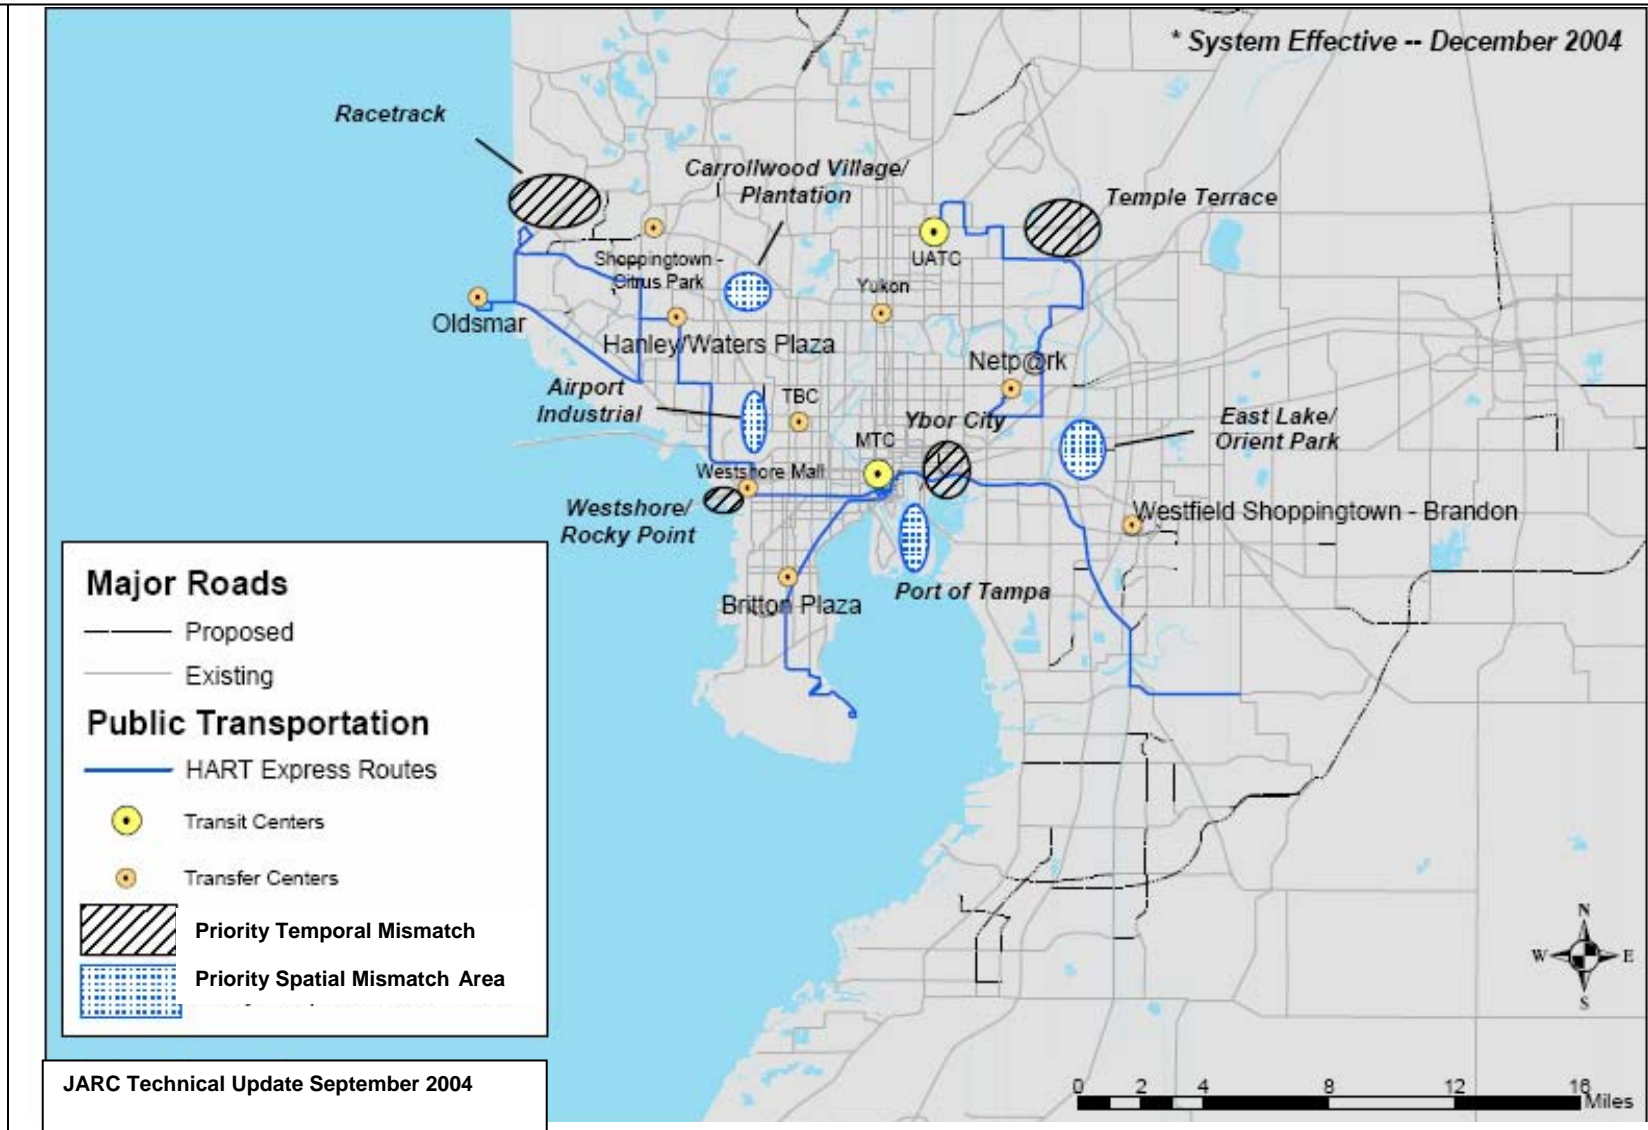 * System Effective -- December 2004
Racetrack
Carrollwood Village/
Plantation
Temple Terrace
Shoppingtown -
Citrus Park
UATC
Yukon
Oldsmar
Hanley/Waters Plaza
Netp@rk
Airport
Industrial
TBC
Ybor City
East Lake/
Orient Park
MTC
Westshore Mall
Westshore/
Rocky Point
Westfield Shoppingtown - Brandon
Port of Tampa
Britton Plaza
Major Roads
Proposed
Existing
Public Transportation
HART Express Routes
Transit Centers
Transfer Centers
Priority Temporal Mismatch
Priority Spatial Mismatch Area
JARC Technical Update September 2004
N
W E
S
0 2 4 8 12 16
Miles